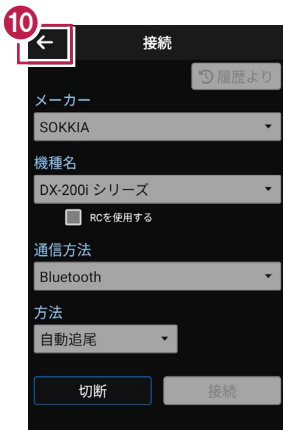 10
← 接続
履歴より
メーカー
SOKKIA
機種名
DX-200i シリーズ
RCを使用する
通信方法
Bluetooth
方法
自動追尾
切断 接続